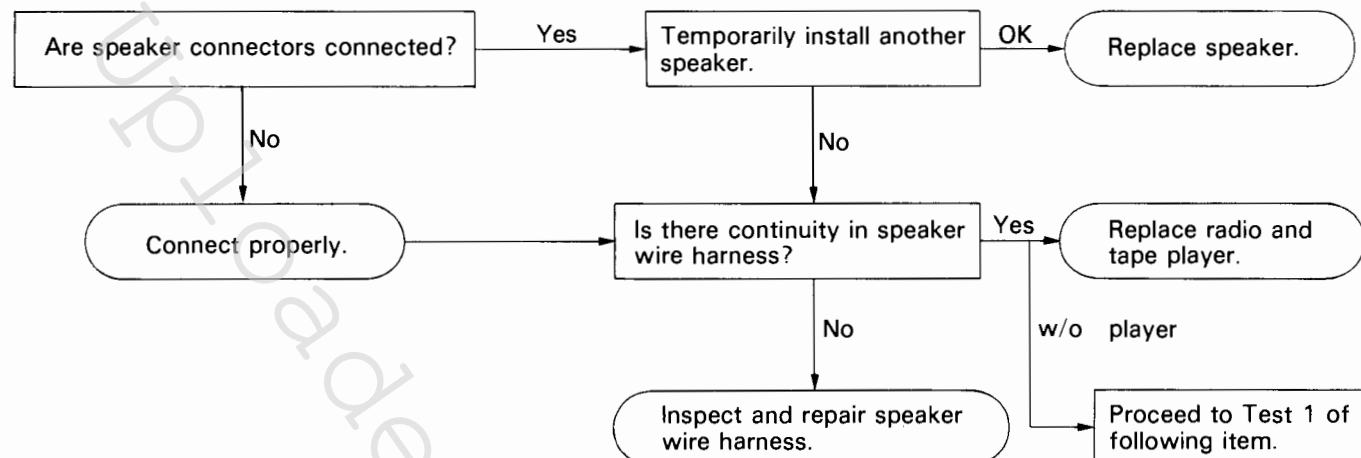 Are speaker connectors connected?
Yes
Temporarily install another
speaker.
OK
Replace speaker.
No
No
Connect properly.
Is there continuity in speaker
wire harness?
Yes
Replace radio and
tape player.
No
w/o player
Inspect and repair speaker
wire harness.
Proceed to Test 1 of
following item.
Uploade